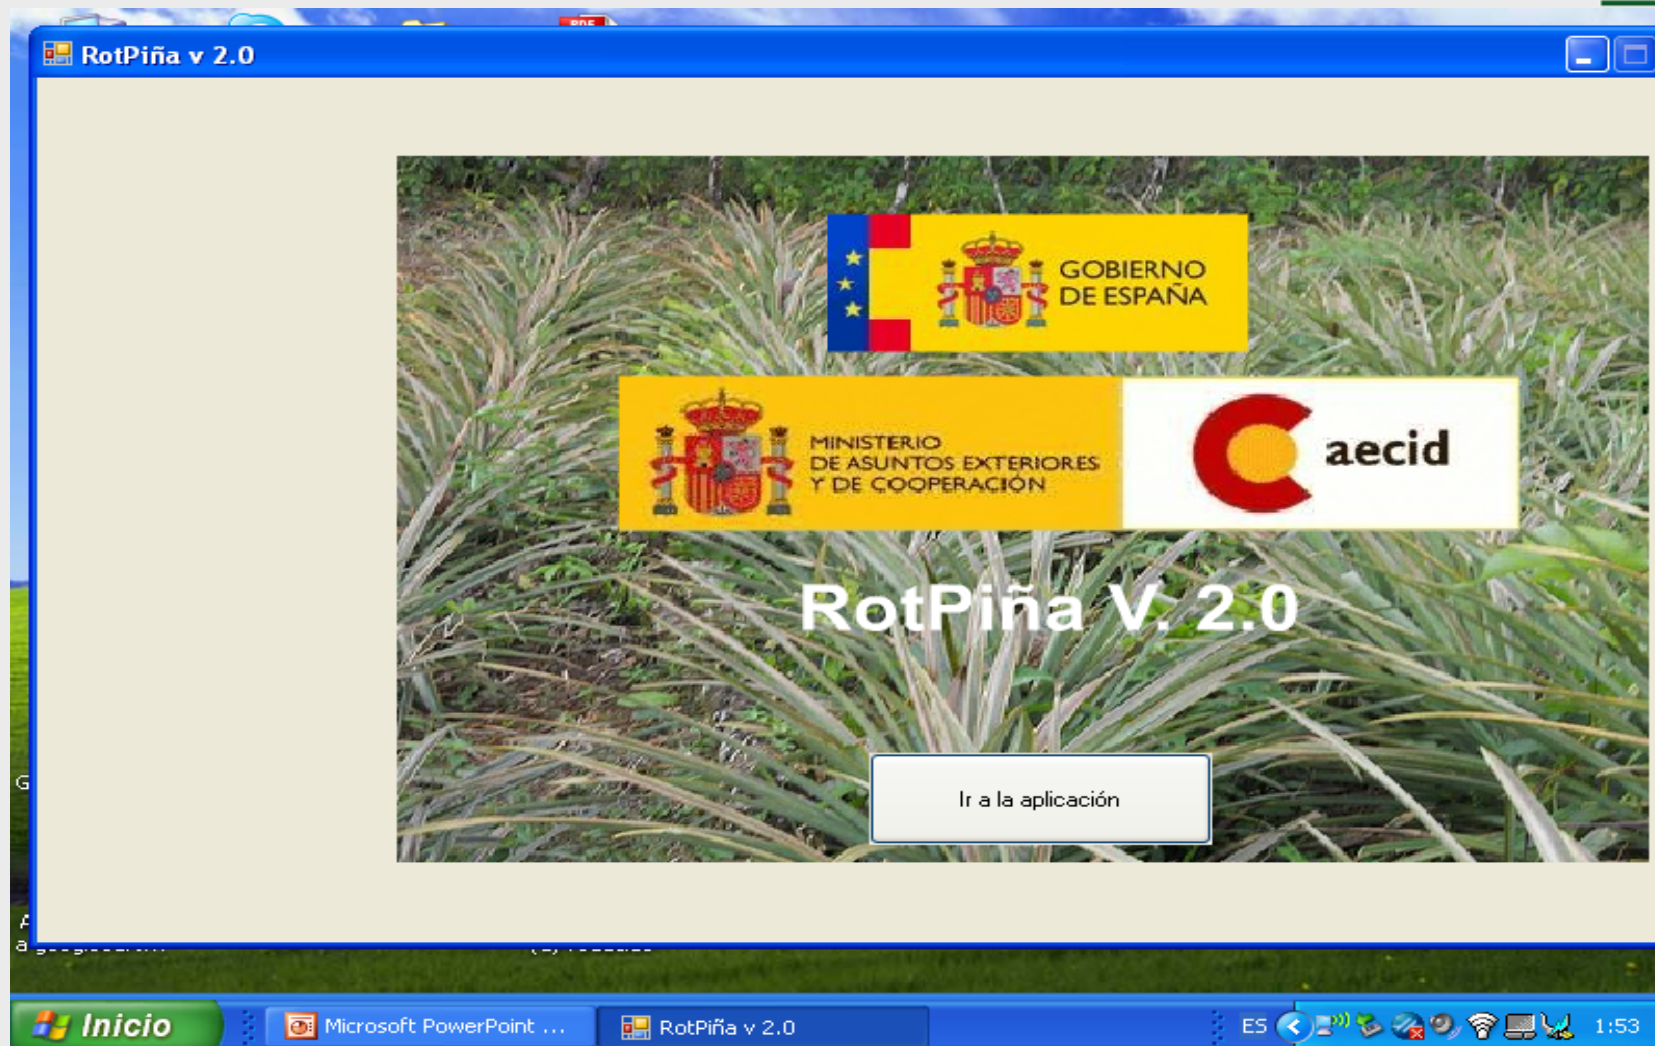 PDF
RotPiña v 2.0
GOBIERNO
DE ESPAÑA
MINISTERIO
DE ASUNTOS EXTERIORES
Y DE COOPERACIÓN
aecid
RotPiña V. 2.0
Ir a la aplicación
G
Inicio
Microsoft PowerPoint ...
RotPiña v 2.0
ES
1:53